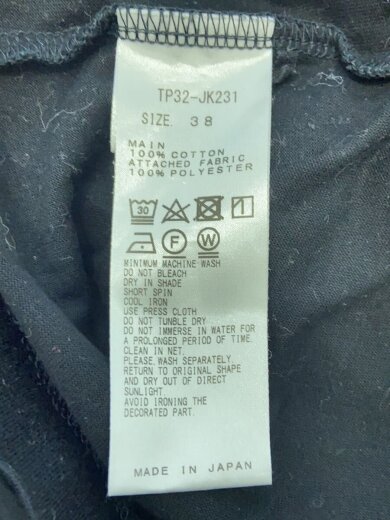 TP32-JK231
SIZE 38
MAIN
100% COTTON
ATTACHED FABRIC
100% POLYESTER
30
F W
MINIMUM MACHINE WASH
DO NOT BLEACH
DRY IN SHADE
SHORT SPIN
COOL IRON
USE PRESS CLOTH
DO NOT TUNBLE DRY
DO NOT IMMERSE IN WATER FOR
A PROLONGED PERIOD OF TIME.
CLEAN IN NET.
PLEASE WASH SEPARATELY.
RETURN TO ORIGINAL SHAPE
AND DRY OUT OF DIRECT
SUNLIGHT.
AVOID IRONING THE
DECORATED PART.
MADE IN JAPAN